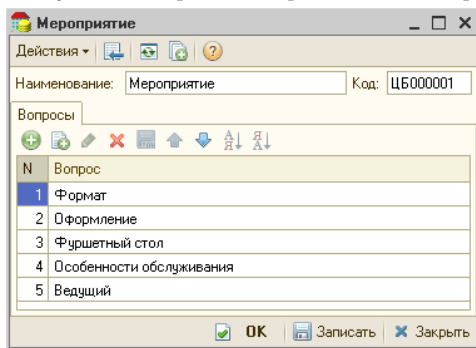 Мероприятие
Действия
Наименование: Мероприятие Код: ЦБ000001
Вопросы
N Вопрос
1 Формат
2 Оформление
3 Фуршетный стол
4 Особенности обслуживания
5 Ведущий
OK Записать Закрыть